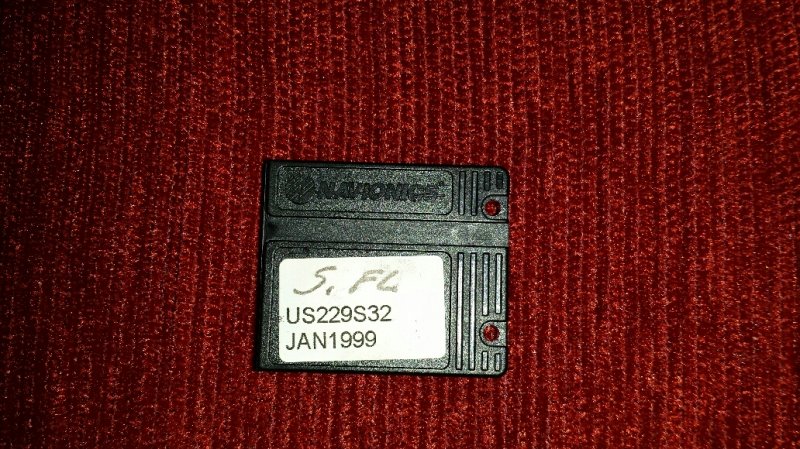 NAVIONICS
S. FL
US229S32
JAN1999